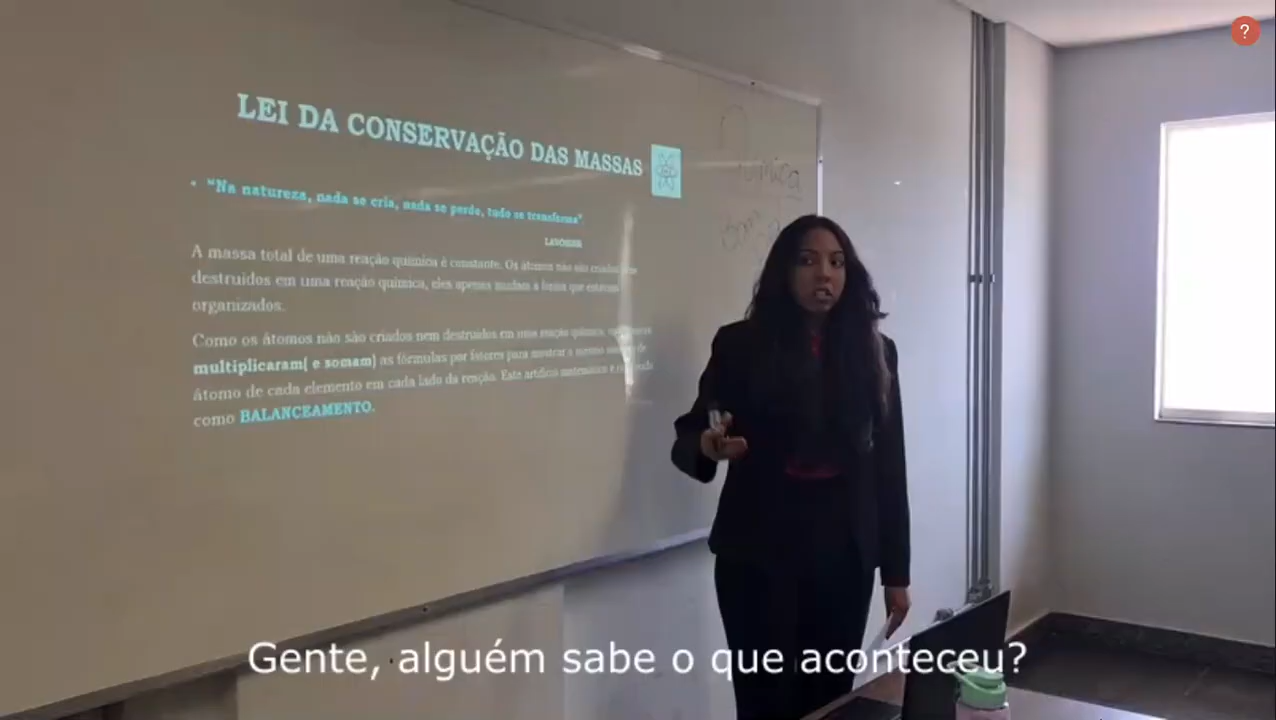 LEI DA CONSERVAÇÃO DAS MASSAS
• "Na natureza, nada se cria, nada se perde, tudo se transforma"
LAVOISIER
A massa total de uma reação química é constante. Os átomos não são criados
destruídos em uma reação química, eles apenas mudam a forma que estavam
organizados.
Como os átomos não são criados nem destruídos em uma reação química,
multiplicaram( e somam) as fórmulas por fatores para mostrar o mesmo de
átomo de cada elemento em cada lado da reação. Este artifício matemático é
como BALANCEAMENTO.
Gente, alguém sabe o que aconteceu?
?